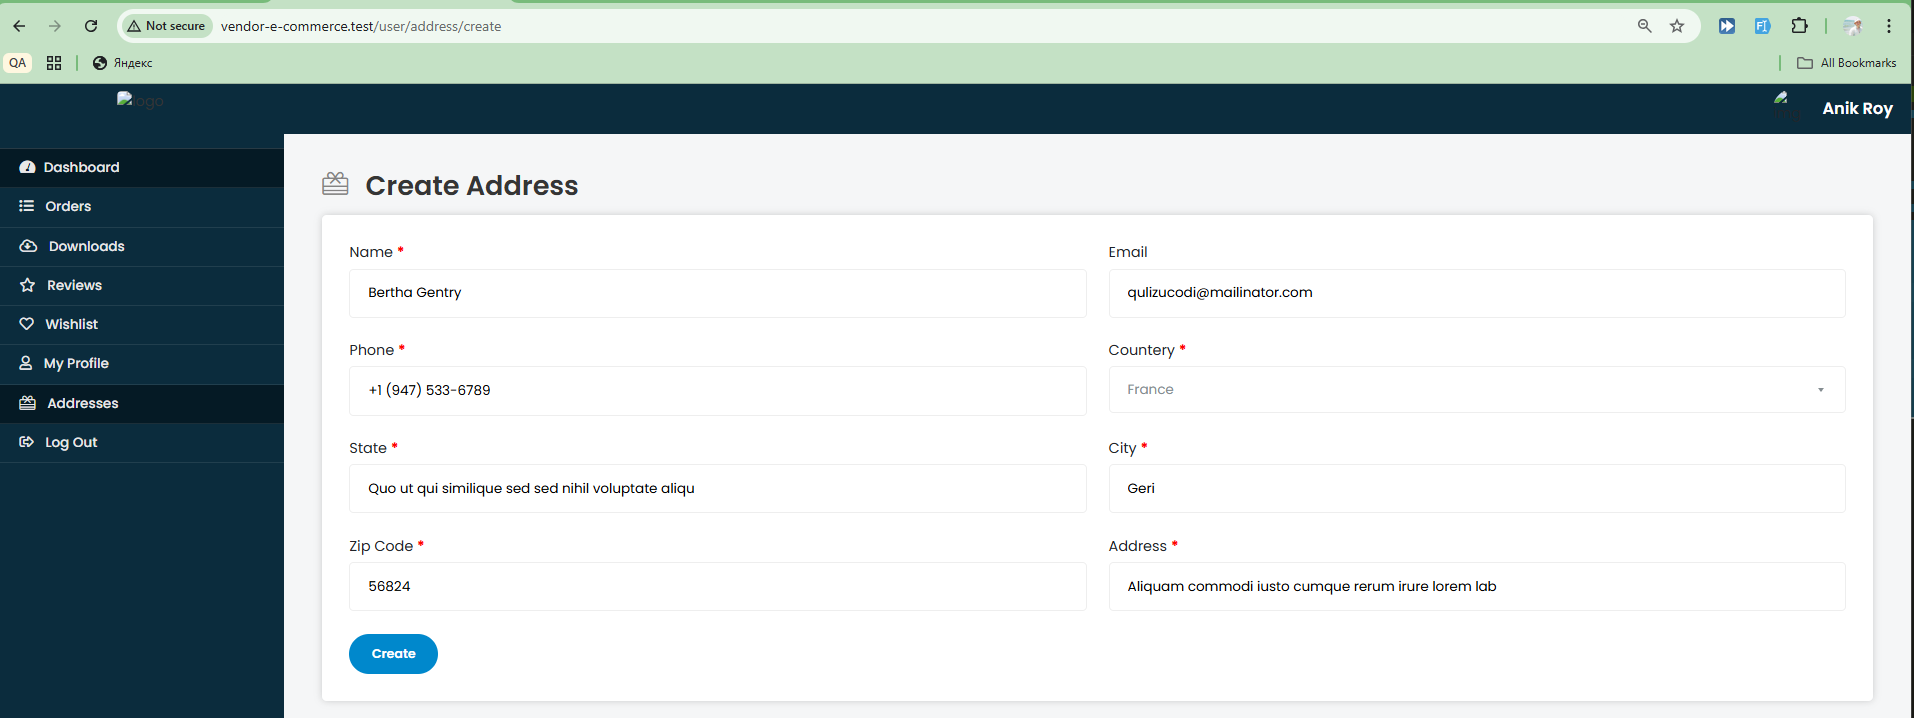 Not secure vendor-e-commerce.test/user/address/create
QA Яндекс All Bookmarks
logo
Anik Roy
Dashboard
Orders
Downloads
Reviews
Wishlist
My Profile
Addresses
Log Out
Create Address
Name * Email
Bertha Gentry qulizucodi@mailinator.com
Phone * Countery *
+1 (947) 533-6789 France
State * City *
Quo ut qui similique sed sed nihil voluptate aliqu Geri
Zip Code * Address *
56824 Aliquam commodi iusto cumque rerum irure lorem lab
Create